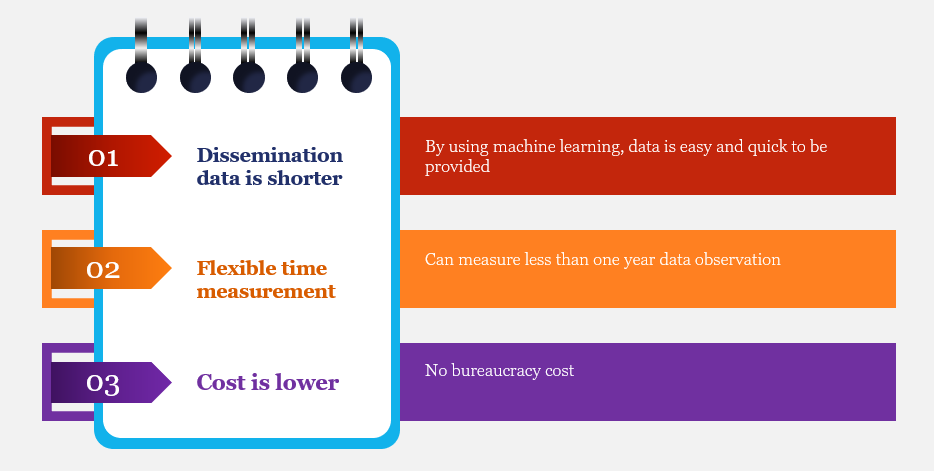 01
Dissemination
data is shorter
By using machine learning, data is easy and quick to be
provided
02
Flexible time
measurement
Can measure less than one year data observation
03
Cost is lower
No bureaucracy cost